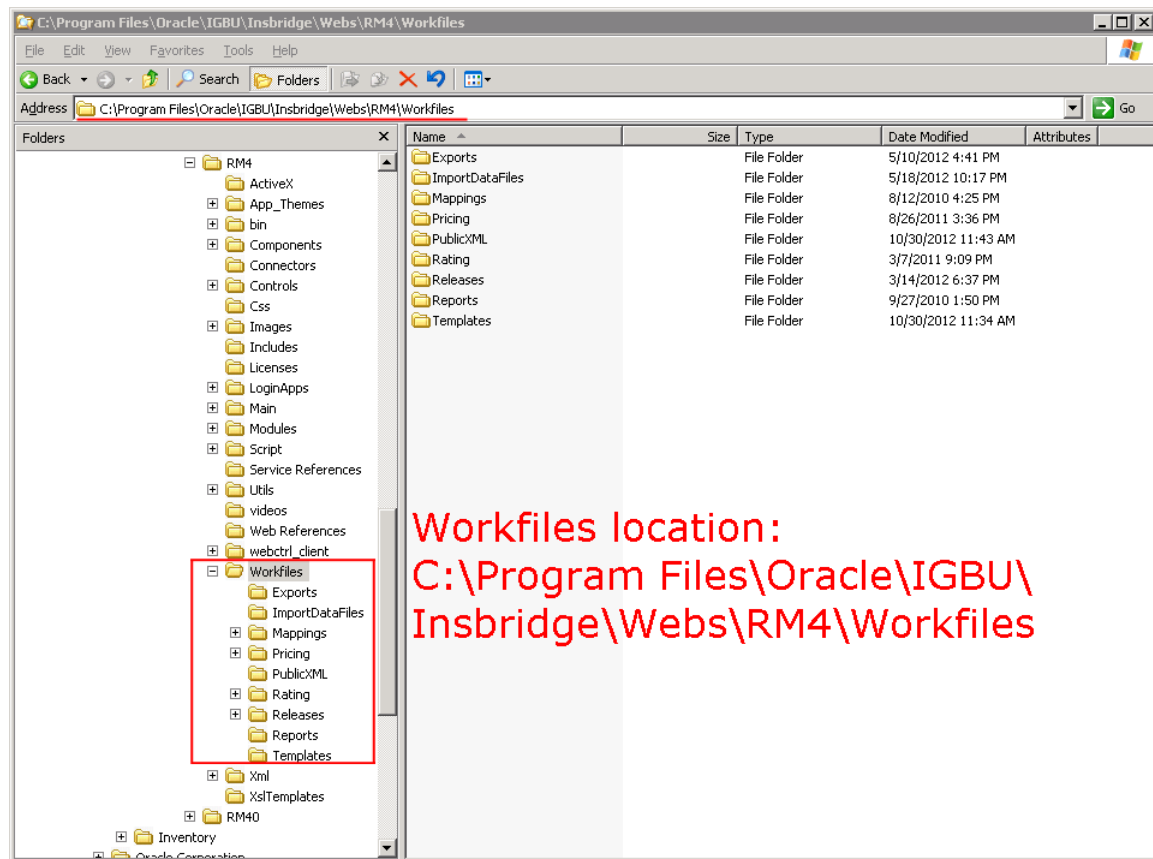 C:\Program Files\Oracle\IGBU\Insbridge\Webs\RM4\Workfiles
File Edit View Favorites Tools Help
Back Search Folders
Address C:\Program Files\Oracle\IGBU\Insbridge\Webs\RM4\Workfiles Go
Folders
RM4
ActiveX
App_Themes
bin
Components
Connectors
Controls
Css
Images
Includes
Licenses
LoginApps
Main
Modules
Script
Service References
Utils
videos
Web References
webctrl_client
Workfiles
Exports
ImportDataFiles
Mappings
Pricing
PublicXML
Rating
Releases
Reports
Templates
Xml
XslTemplates
RM40
Inventory
Oracle Corporation
Name Size Type Date Modified Attributes
Exports File Folder 5/10/2012 4:41 PM
ImportDataFiles File Folder 5/18/2012 10:17 PM
Mappings File Folder 8/12/2010 4:25 PM
Pricing File Folder 8/26/2011 3:36 PM
PublicXML File Folder 10/30/2012 11:43 AM
Rating File Folder 3/7/2011 9:09 PM
Releases File Folder 3/14/2012 6:37 PM
Reports File Folder 9/27/2010 1:50 PM
Templates File Folder 10/30/2012 11:34 AM
Workfiles location:
C:\Program Files\Oracle\IGBU\
Insbridge\Webs\RM4\Workfiles